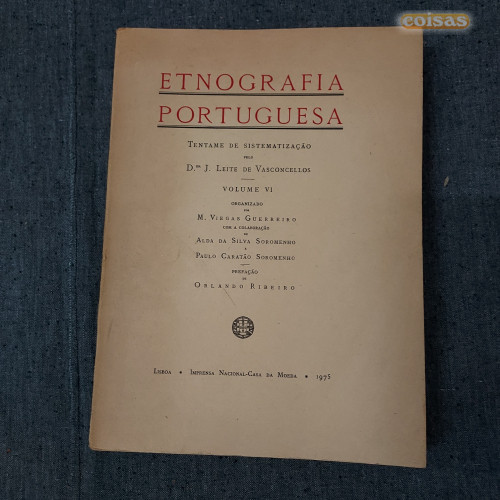 coisas
ETNOGRAFIA
PORTUGUESA
TENTAME DE SISTEMATIZAÇÃO
PELO
D.OR J. LEITE DE VASCONCELLOS
VOLUME VI
ORGANIZADO
POR
M. VIEGAS GUERREIRO
COM A COLABORAÇÃO
DE
ALDA DA SILVA SOROMENHO
E
PAULO CARATÃO SOROMENHO
PREFAÇÃO
DE
ORLANDO RIBEIRO
LISBOA • IMPRENSA NACIONAL-CASA DA MOEDA • 1975